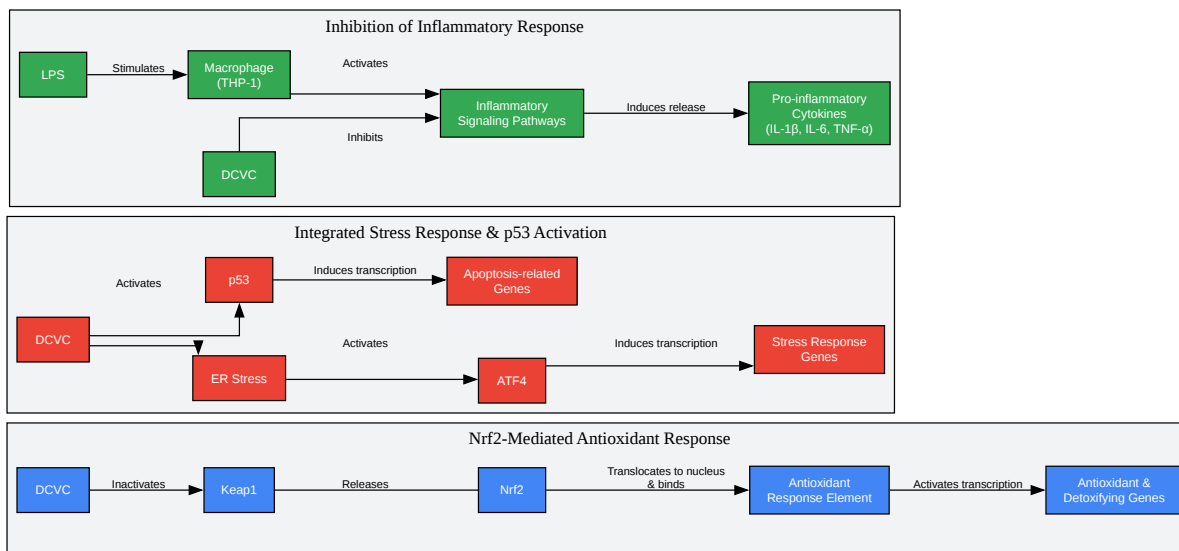 Inhibition of Inflammatory Response
LPS
Stimulates
Macrophage
(THP-1)
Activates
Inflammatory
Signaling Pathways
Induces release
Pro-inflammatory
Cytokines
(IL-1β, IL-6, TNF-α)
Inhibits
DCVC
Integrated Stress Response & p53 Activation
Activates
p53
Induces transcription
Apoptosis-related
Genes
DCVC
ER Stress
Activates
ATF4
Induces transcription
Stress Response
Genes
Nrf2-Mediated Antioxidant Response
DCVC
Inactivates
Keap1
Releases
Nrf2
Translocates to nucleus
& binds
Antioxidant
Response Element
Activates transcription
Antioxidant &
Detoxifying Genes